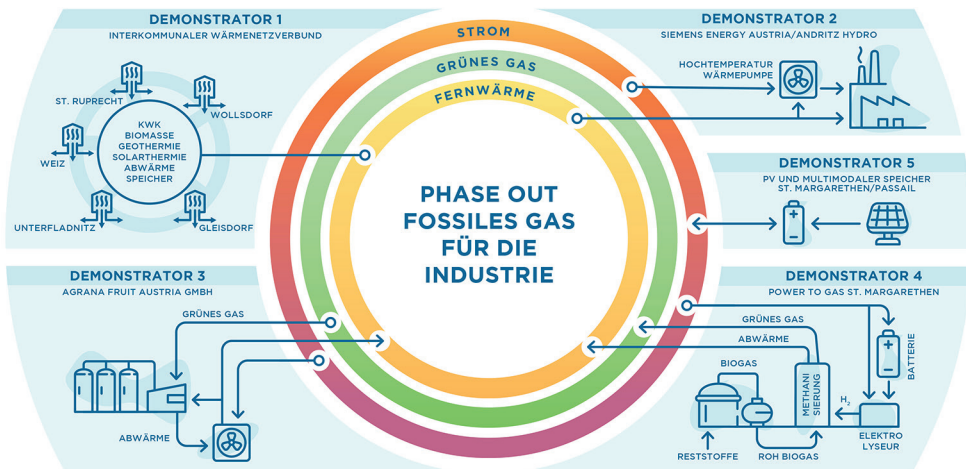 DEMONSTRATOR 1
INTERKOMMUNALER WÄRMENETZVERBUND
ST. RUPRECHT
WOLLSDORF
WEIZ
KWK
BIOMASSE
GEOTHERMIE
SOLARTHERMIE
ABWÄRME
SPEICHER
UNTERFLADNITZ
GLEISDORF
STROM
GRÜNES GAS
FERNWÄRME
PHASE OUT
FOSSILES GAS
FÜR DIE
INDUSTRIE
DEMONSTRATOR 2
SIEMENS ENERGY AUSTRIA/ANDRITZ HYDRO
HOCHTEMPERATUR
WÄRMEPUMPE
DEMONSTRATOR 5
PV UND MULTIMODALER SPEICHER
ST. MARGARETHEN/PASSAIL
DEMONSTRATOR 3
AGRANA FRUIT AUSTRIA GMBH
GRÜNES GAS
ABWÄRME
DEMONSTRATOR 4
POWER TO GAS ST. MARGARETHEN
GRÜNES GAS
ABWÄRME
BATTERIE
BIOGAS
METHANI
SIERUNG
H₂
ELEKTRO
LYSEUR
RESTSTOFFE
ROH BIOGAS